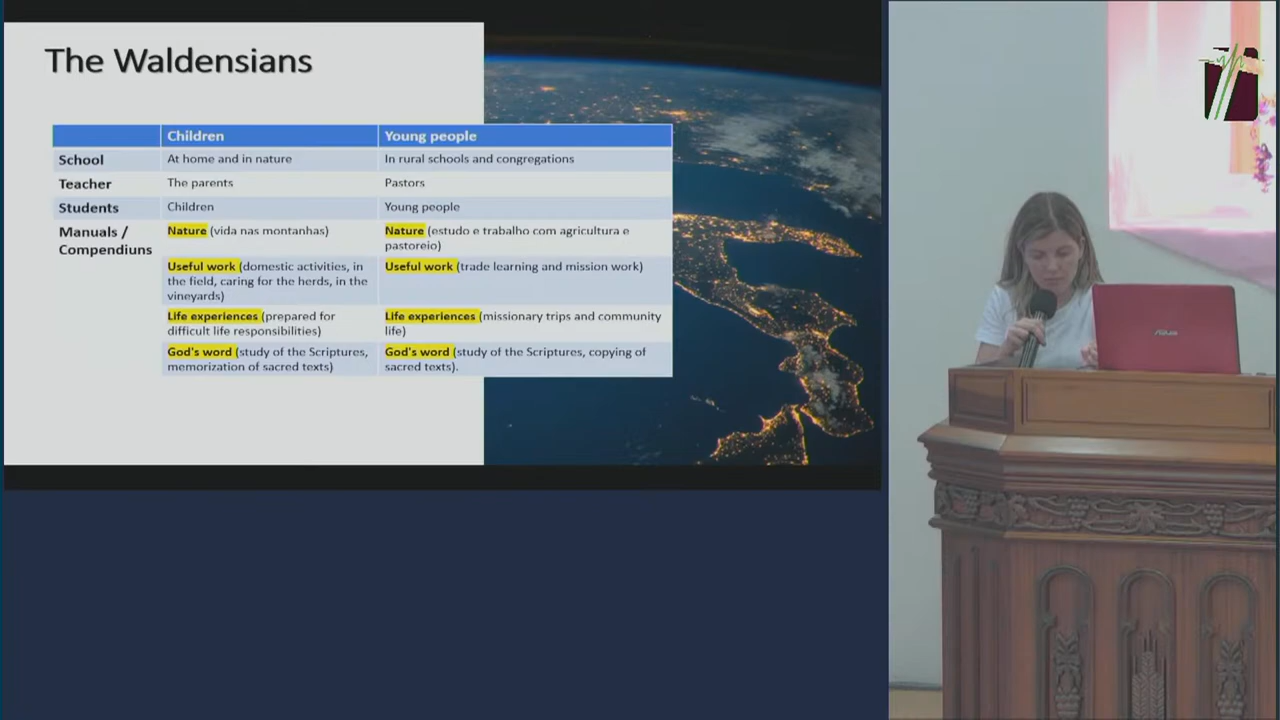 The Waldensians
Children Young people
School At home and in nature In rural schools and congregations
Teacher The parents Pastors
Students Children Young people
Manuals / Nature (vida nas montanhas) Nature (estudo e trabalho com agricultura e
Compendiuns pastoreio)
Useful work (domestic activities, in Useful work (trade learning and mission work)
the field, caring for the herds, in the
vineyards)
Life experiences (prepared for Life experiences (missionary trips and community
difficult life responsibilities) life)
God's word (study of the Scriptures, God's word (study of the Scriptures, copying of
memorization of sacred texts) sacred texts).
ASUS